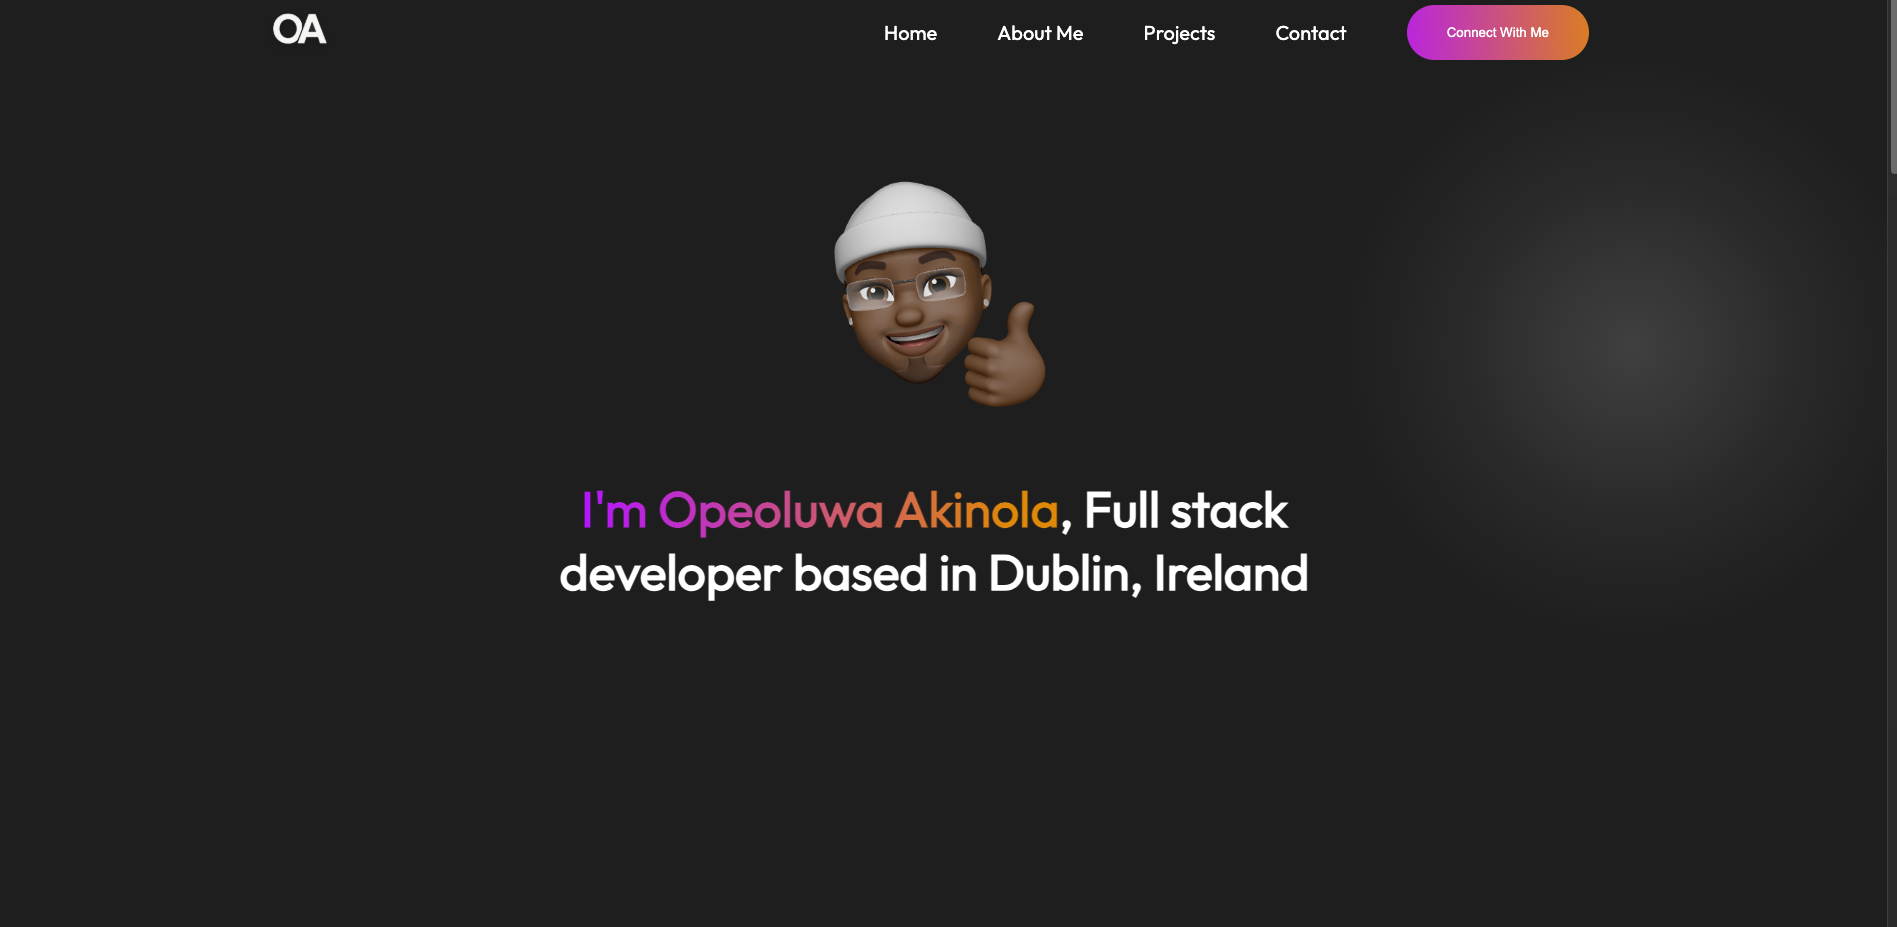 OA
Home
About Me
Projects
Contact
Connect With Me
I'm Opeoluwa Akinola, Full stack
developer based in Dublin, Ireland